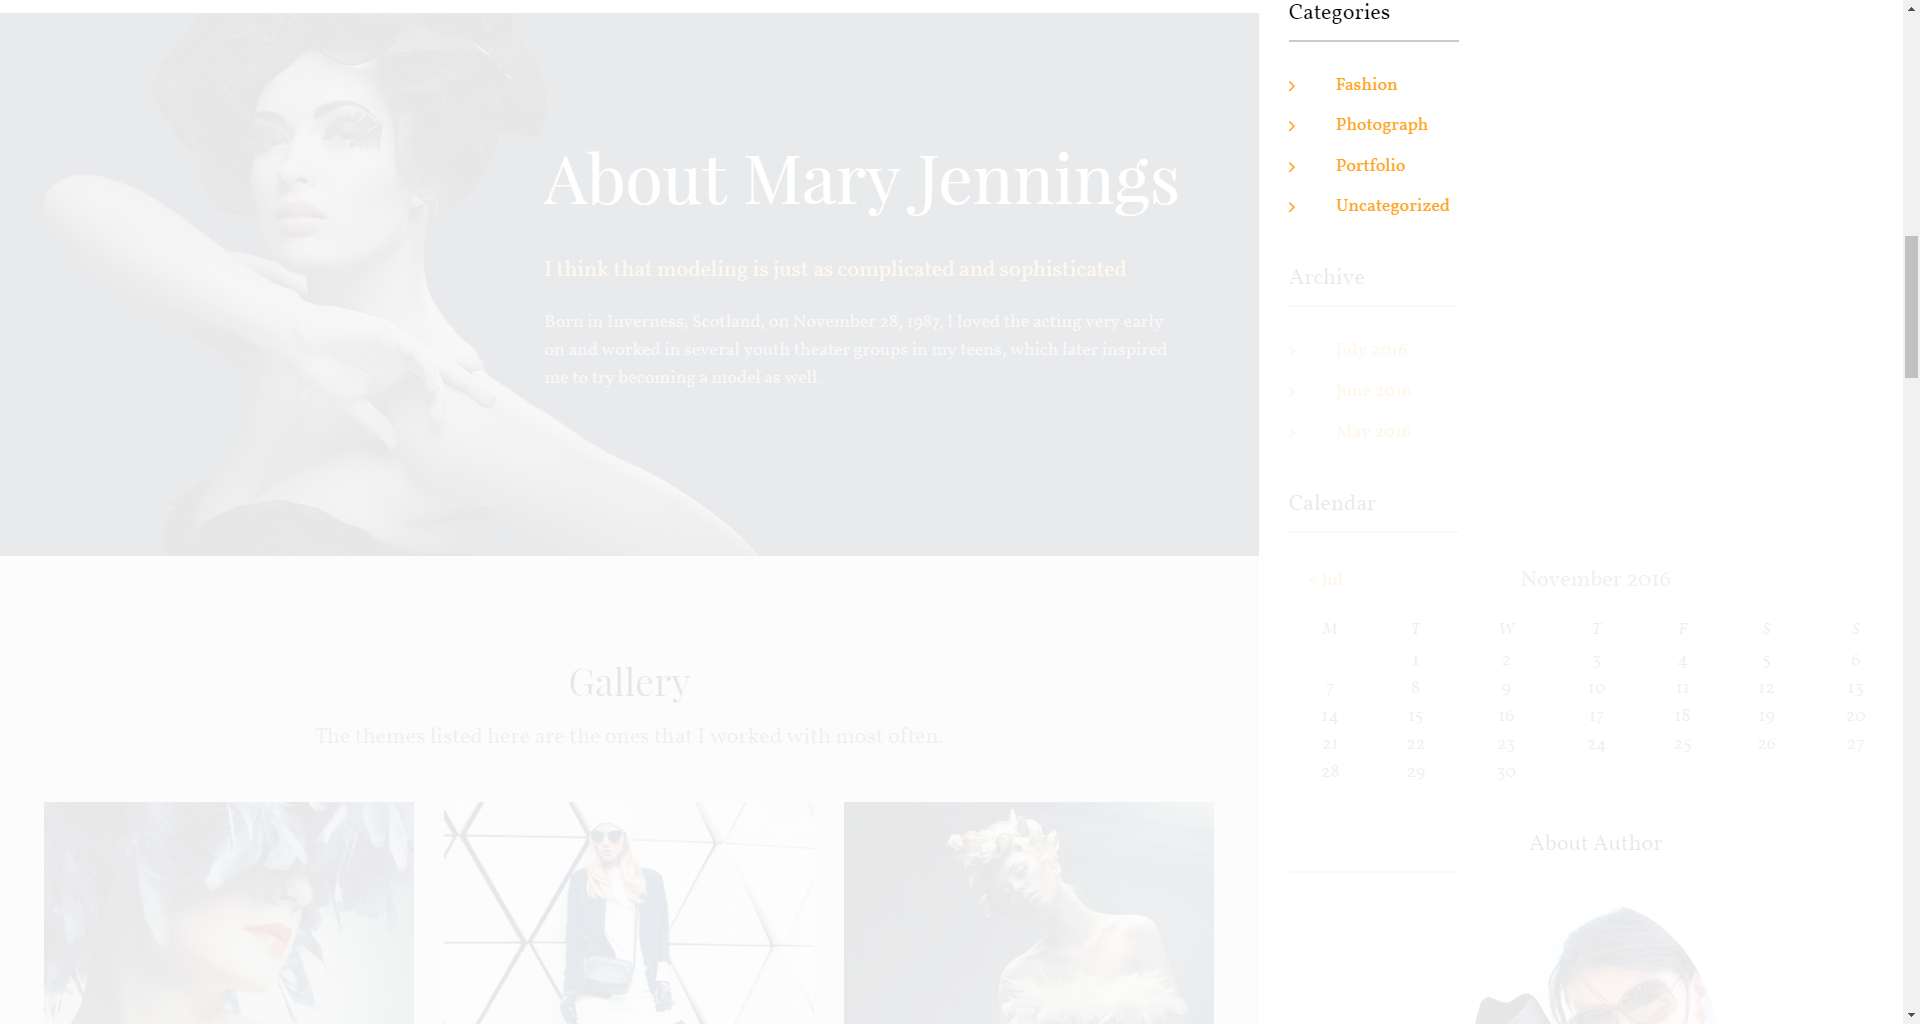 About Mary Jennings
I think that modeling is just as complicated and sophisticated
Born in Inverness, Scotland, on November 28, 1987, I loved the acting very early
on and worked in several youth theater groups in my teens, which later inspired
me to try becoming a model as well.
Gallery
The themes listed here are the ones that I worked with most often.
Categories
Fashion
Photograph
Portfolio
Uncategorized
Archive
July 2016
June 2016
May 2016
Calendar
« Jul November 2016
M T W T F S S
1 2 3 4 5 6
7 8 9 10 11 12 13
14 15 16 17 18 19 20
21 22 23 24 25 26 27
28 29 30
About Author